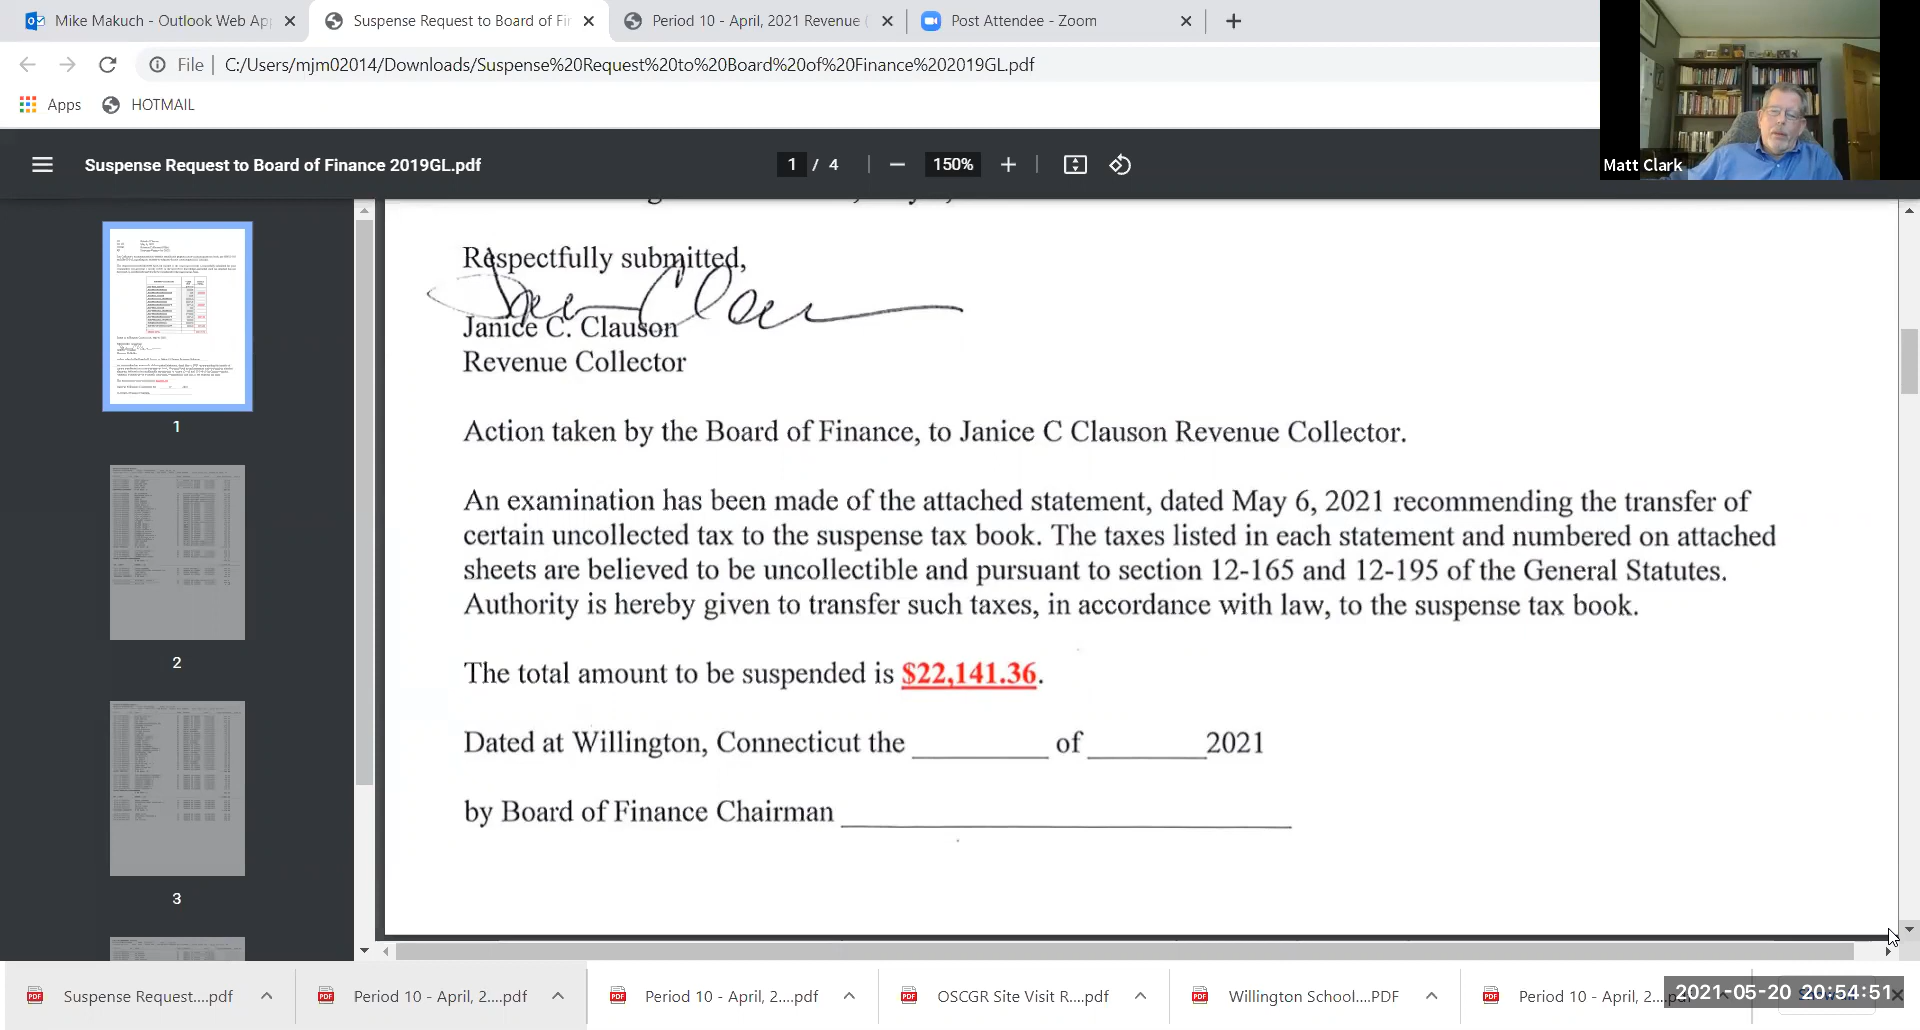 Mike Makuch - Outlook Web Ap
Suspense Request to Board of Fi
Period 10 - April, 2021 Revenue
Post Attendee - Zoom
File
C:/Users/mjm02014/Downloads/Suspense%20Request%20to%20Board%20of%20Finance%202019GL.pdf
Apps
HOTMAIL
Matt Clark
Suspense Request to Board of Finance 2019GL.pdf
1 / 4
150%
Respectfully submitted,
Janice C. Clauson
Revenue Collector
Action taken by the Board of Finance, to Janice C Clauson Revenue Collector.
An examination has been made of the attached statement, dated May 6, 2021 recommending the transfer of
certain uncollected tax to the suspense tax book. The taxes listed in each statement and numbered on attached
sheets are believed to be uncollectible and pursuant to section 12-165 and 12-195 of the General Statutes.
Authority is hereby given to transfer such taxes, in accordance with law, to the suspense tax book.
The total amount to be suspended is $22,141.36.
Dated at Willington, Connecticut the __________ of _________2021
by Board of Finance Chairman ______________________________
1
2
3
Suspense Request....pdf
Period 10 - April, 2....pdf
Period 10 - April, 2....pdf
OSCGR Site Visit R....pdf
Willington School....PDF
Period 10 - April, 2....pdf
2021-05-20 20:54:51